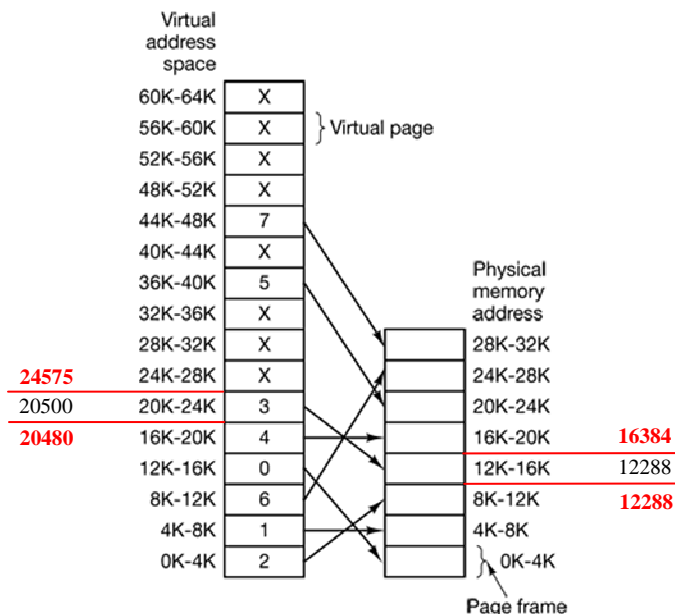 Virtual
address
space
60K-64K X
56K-60K X } Virtual page
52K-56K X
48K-52K X
44K-48K 7
40K-44K X
36K-40K 5
Physical
memory
address
32K-36K X
28K-32K X 28K-32K
24575 24K-28K X 24K-28K
20500 20K-24K 3 20K-24K
20480 16K-20K 4 16K-20K 16384
12K-16K 0 12K-16K 12288
8K-12K 6 8K-12K 12288
4K-8K 1 4K-8K
0K-4K 2 } 0K-4K
Page frame